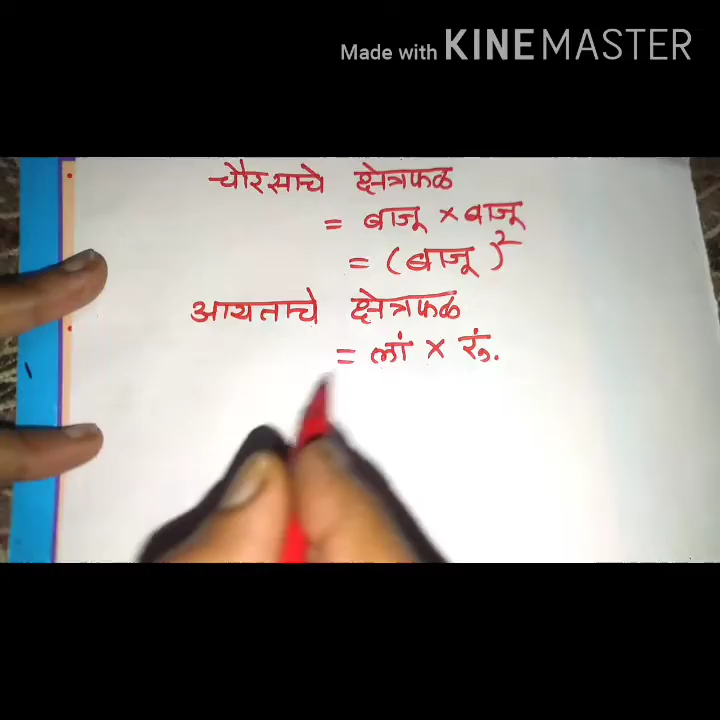 Made with KINEMASTER
चौरसाचे क्षेत्रफळ
= बाजू × बाजू
= (बाजू)²
आयताचे क्षेत्रफळ
= लां × रुं.